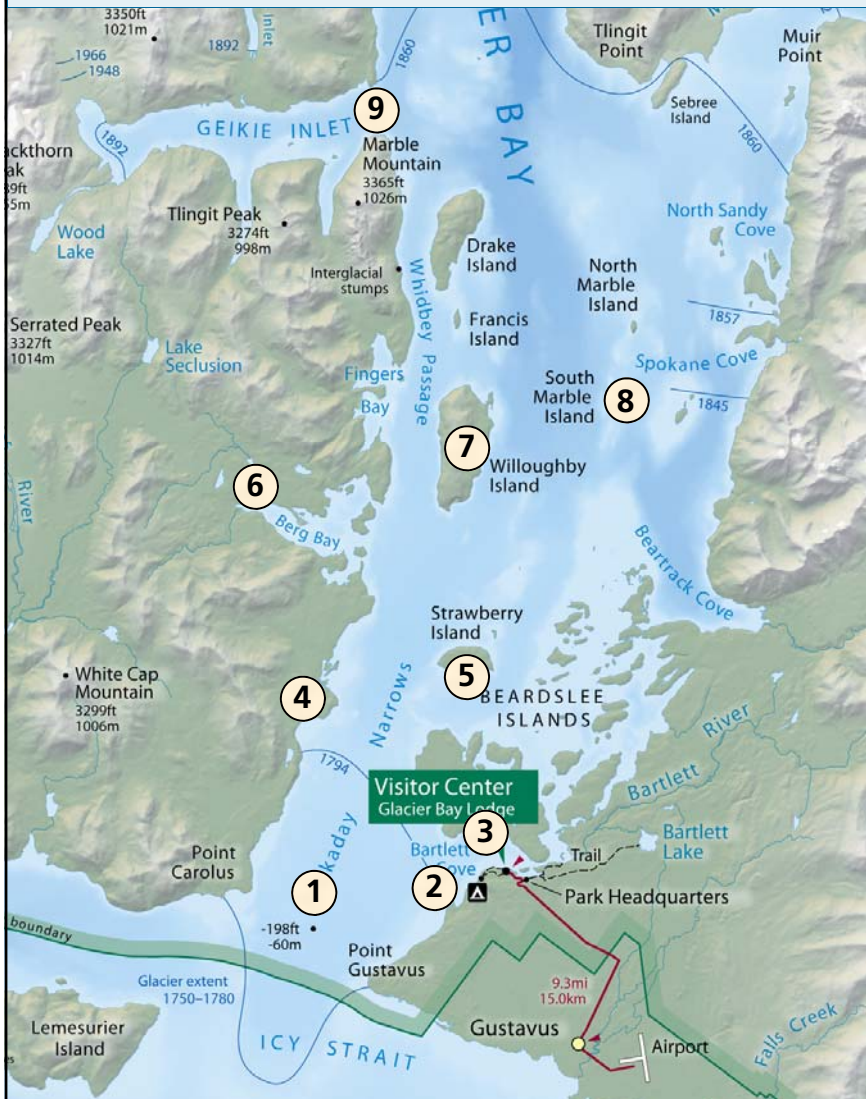 3350ft
1021m
1966
1948
1892
Inlet
1860
ER BAY
Tlingit
Point
Muir
Point
Sebree
Island
1860
9
GEIKIE INLET
1892
Marble
Mountain
3365ft
1026m
Tlingit Peak
3274ft
998m
Wood
Lake
Interglacial
stumps
Whidbey Passage
Drake
Island
Francis
Island
North
Marble
Island
North Sandy
Cove
1857
Serrated Peak
3327ft
1014m
Lake
Seclusion
Fingers
Bay
South
Marble
Island
8
Spokane Cove
1845
7
Willoughby
Island
6
Berg Bay
River
Beartrack Cove
Strawberry
Island
5
BEARDSLEE
ISLANDS
White Cap
Mountain
3299ft
1006m
4
Narrows
1794
Visitor Center
Glacier Bay Lodge
3
Bartlett River
Bartlett
Lake
Trail
Bartlett
Cove
2
Park Headquarters
Point
Carolus
1
-198ft
-60m
Point
Gustavus
boundary
Glacier extent
1750–1780
9.3mi
15.0km
Gustavus
Airport
Falls Creek
Lemesurier
Island
ICY STRAIT